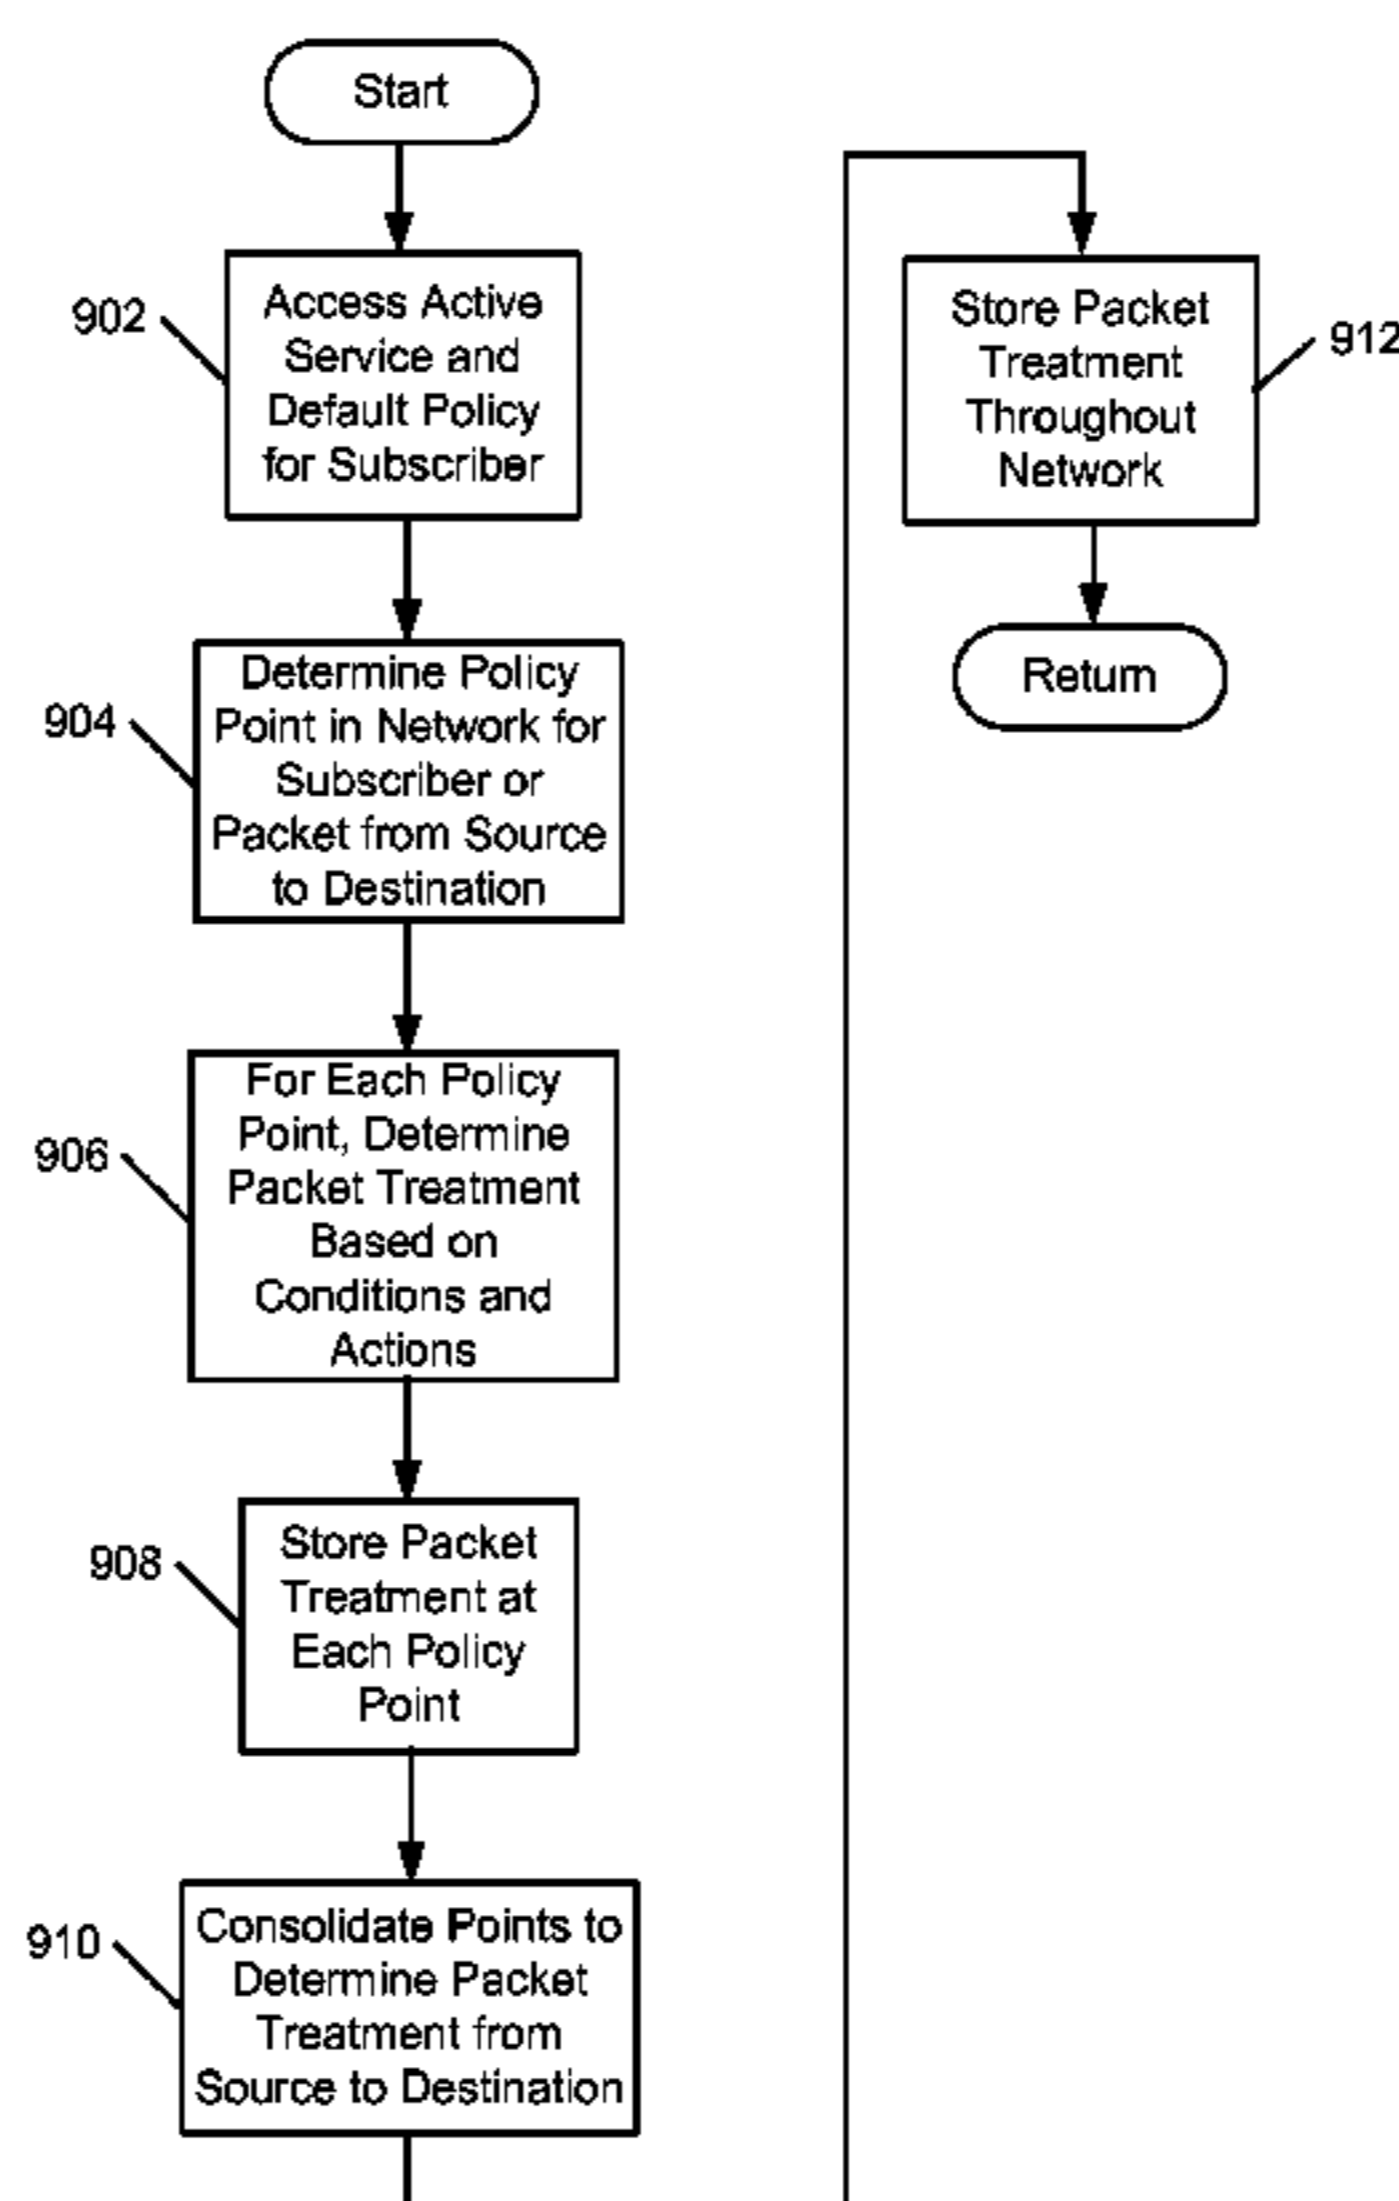 Start
902
Access Active
Service and
Default Policy
for Subscriber
904
Determine Policy
Point in Network for
Subscriber or
Packet from Source
to Destination
906
For Each Policy
Point, Determine
Packet Treatment
Based on
Conditions and
Actions
908
Store Packet
Treatment at
Each Policy
Point
910
Consolidate Points to
Determine Packet
Treatment from
Source to Destination
Store Packet
Treatment
Throughout
Network
912
Return